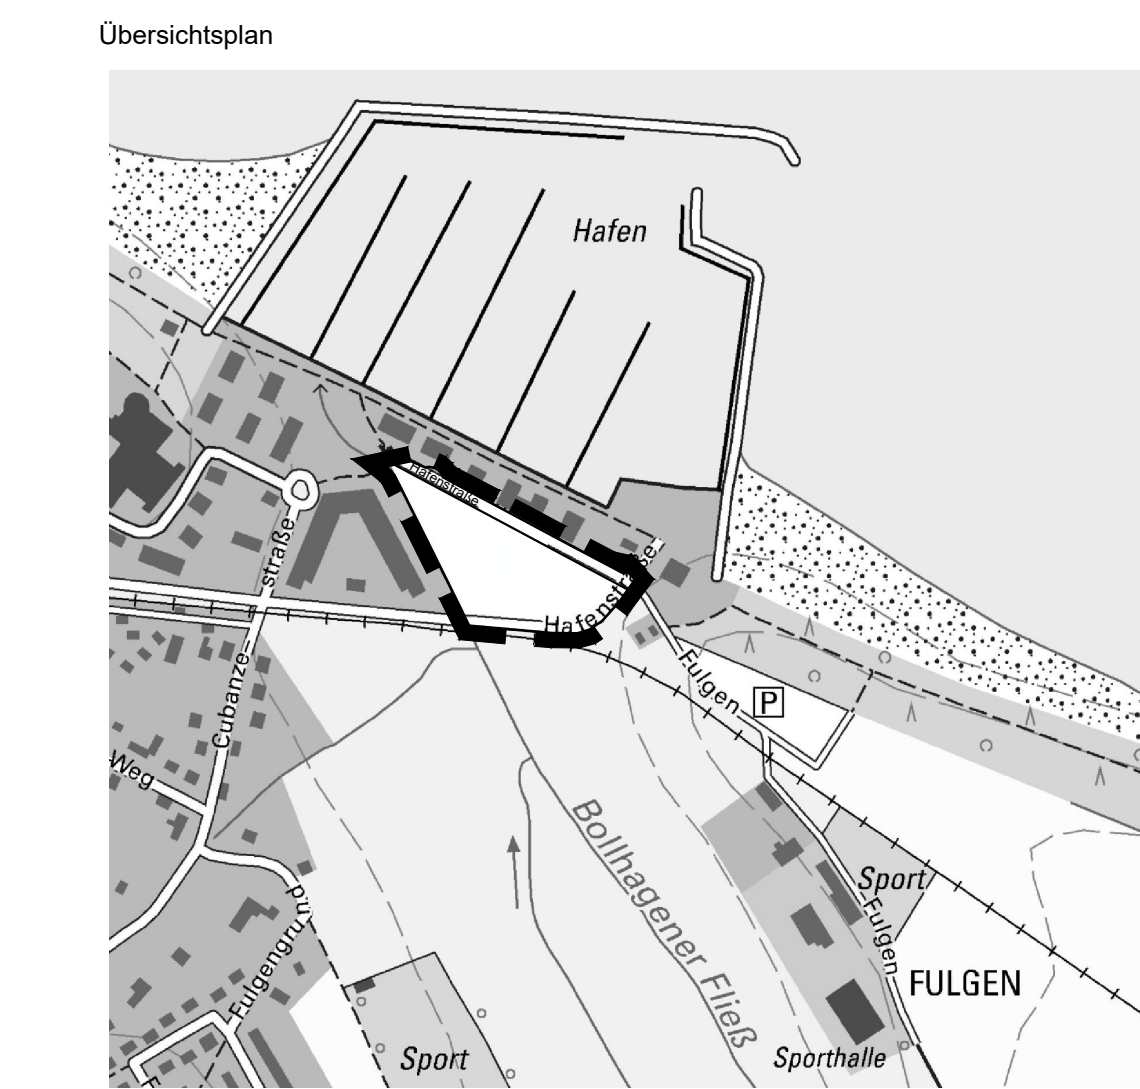 Übersichtsplan
Hafen
Hafenstraße
straße
Hafenstraße
Fulgen
P
Cubanze-
Weg
Bollhagener Fließ
Sport
Fulgen
Fulgengrund
FULGEN
Sport
Sporthalle